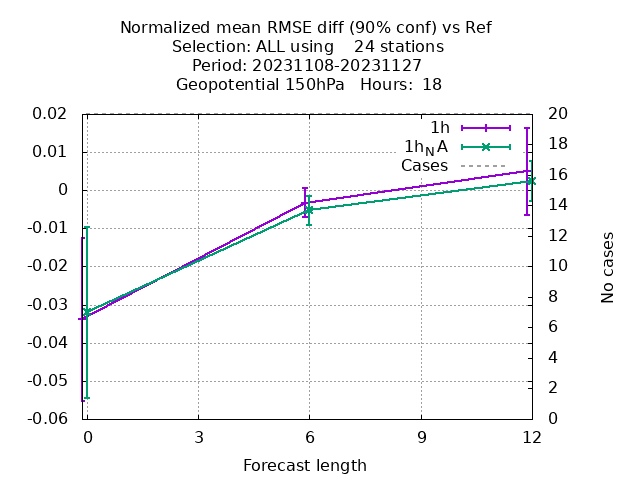 Normalized mean RMSE diff (90% conf) vs Ref
Selection: ALL using    24 stations
Period: 20231108-20231127
Geopotential 150hPa   Hours:  18
0.02
0.01
0
-0.01
-0.02
-0.03
-0.04
-0.05
-0.06
1h
1hNA
Cases
20
18
16
14
12
10
8
6
4
2
0
No cases
0 3 6 9 12
Forecast length